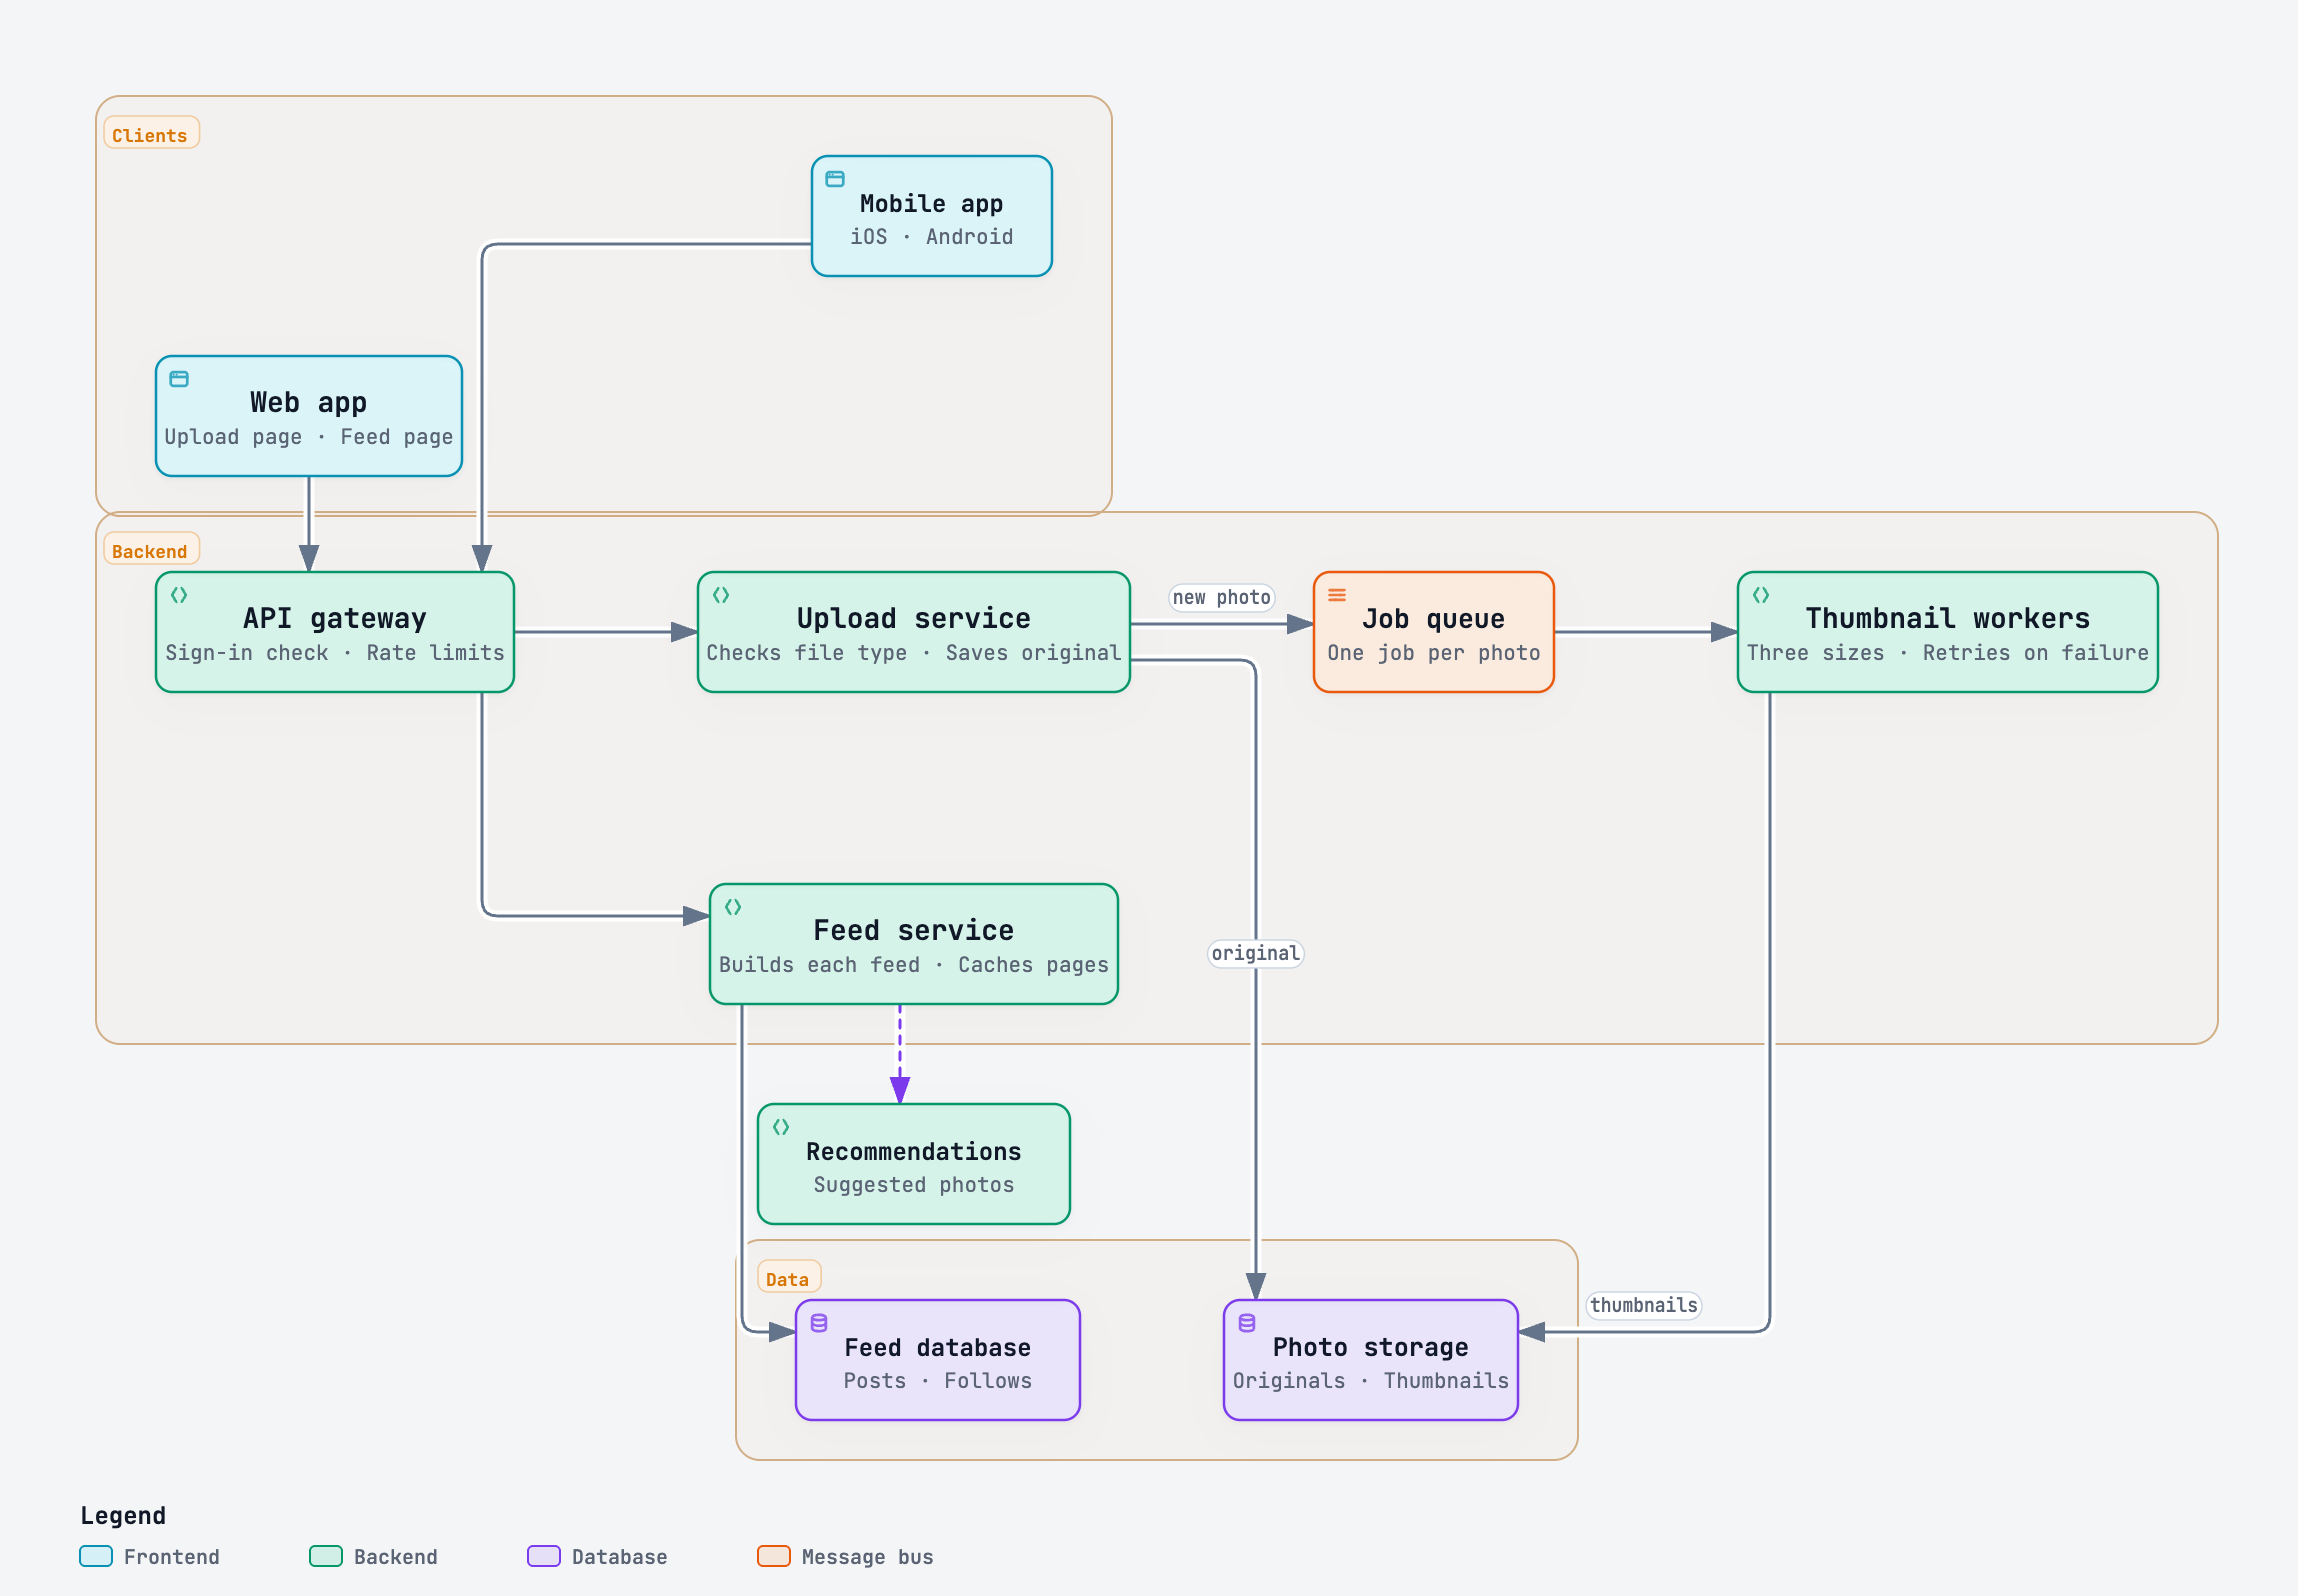 Clients
Mobile app
iOS · Android
Web app
Upload page · Feed page
Backend
API gateway
Sign-in check · Rate limits
Upload service
Checks file type · Saves original
new photo
Job queue
One job per photo
Thumbnail workers
Three sizes · Retries on failure
Feed service
Builds each feed · Caches pages
original
Recommendations
Suggested photos
Data
Feed database
Posts · Follows
Photo storage
Originals · Thumbnails
thumbnails
Legend
Frontend
Backend
Database
Message bus